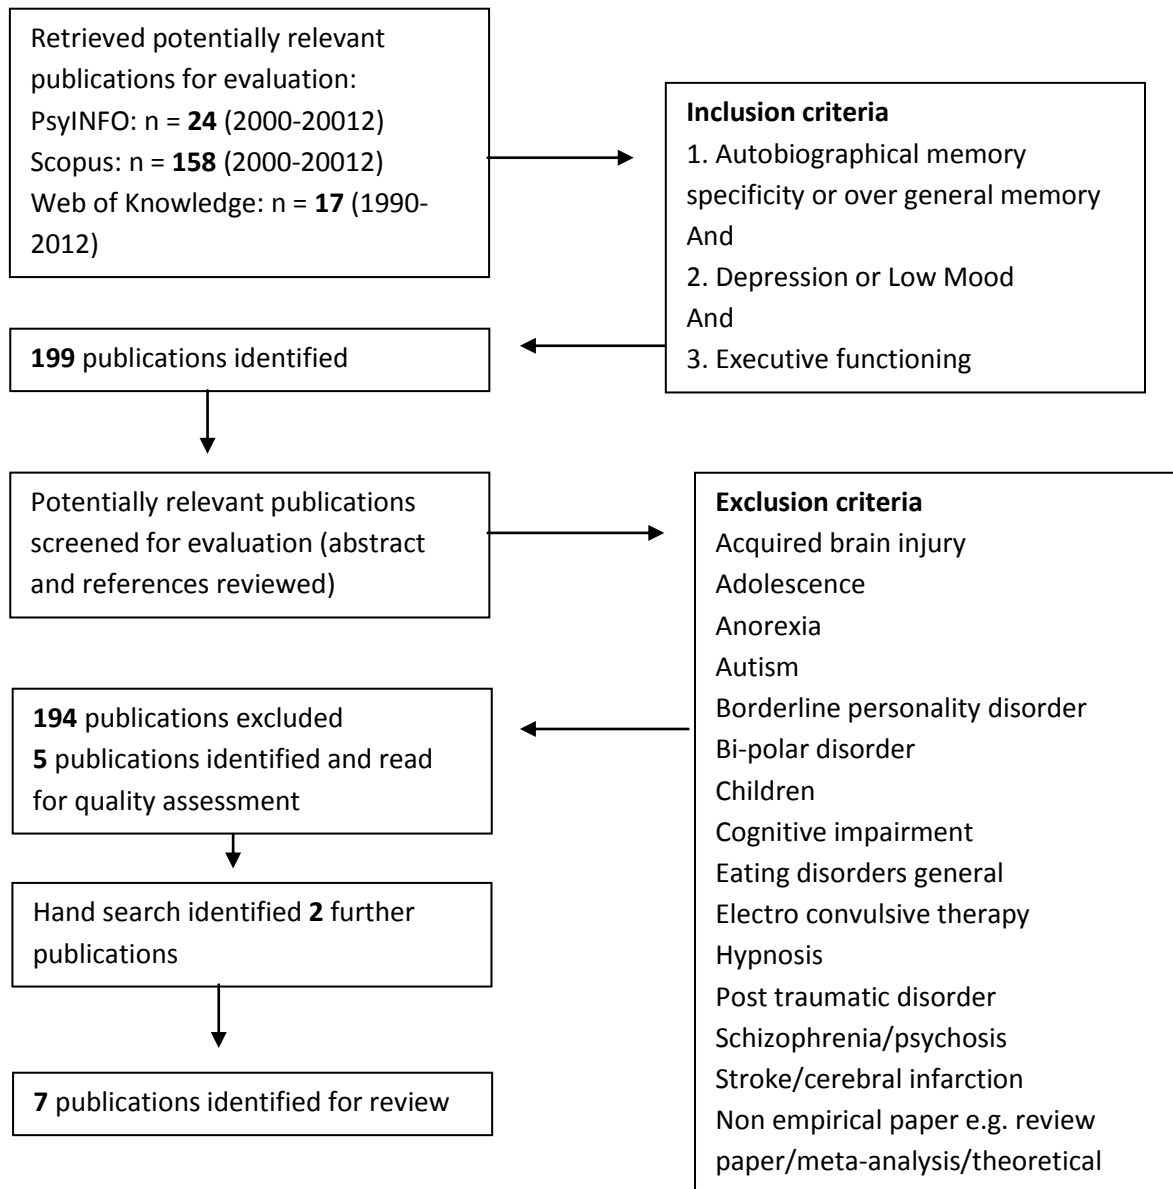 Retrieved potentially relevant
publications for evaluation:
PsyINFO: n = 24 (2000-20012)
Scopus: n = 158 (2000-20012)
Web of Knowledge: n = 17 (1990-
2012)
Inclusion criteria
1. Autobiographical memory
specificity or over general memory
And
2. Depression or Low Mood
And
3. Executive functioning
199 publications identified
Potentially relevant publications
screened for evaluation (abstract
and references reviewed)
Exclusion criteria
Acquired brain injury
Adolescence
Anorexia
Autism
Borderline personality disorder
Bi-polar disorder
Children
Cognitive impairment
Eating disorders general
Electro convulsive therapy
Hypnosis
Post traumatic disorder
Schizophrenia/psychosis
Stroke/cerebral infarction
Non empirical paper e.g. review
paper/meta-analysis/theoretical
194 publications excluded
5 publications identified and read
for quality assessment
Hand search identified 2 further
publications
7 publications identified for review